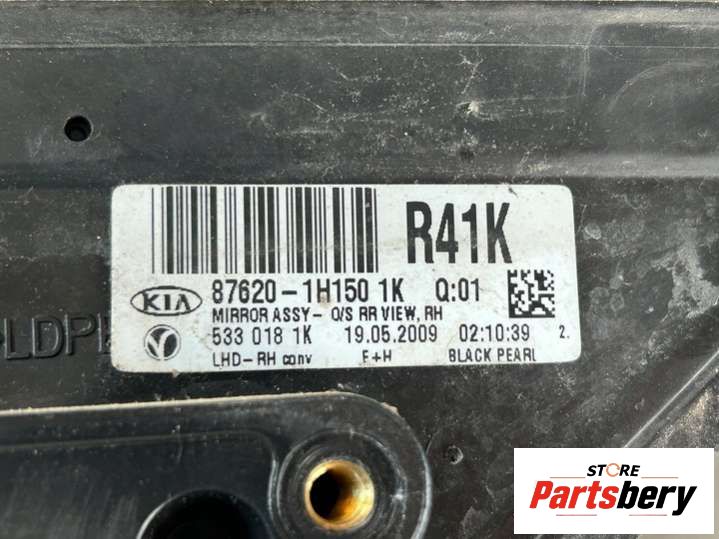 R41K
KIA 87620-1H150 1K Q:01
MIRROR ASSY- O/S RR VIEW, RH
533 018 1K 19.05.2009 02:10:39 2.
LHD-RH conv F+H BLACK PEARL
STORE
Partsbery